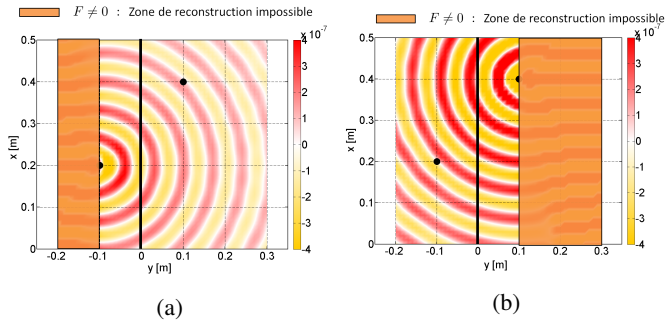 F ≠ 0 : Zone de reconstruction impossible
0.5
0.4
0.3
0.2
0.1
0
x [m]
-0.2 -0.1 0 0.1 0.2 0.3
y [m]
4 x 10⁻⁷
3
2
1
0
-1
-2
-3
-4
(a)
F ≠ 0 : Zone de reconstruction impossible
0.5
0.4
0.3
0.2
0.1
0
x [m]
-0.2 -0.1 0 0.1 0.2 0.3
y [m]
4 x 10⁻⁷
3
2
1
0
-1
-2
-3
-4
(b)